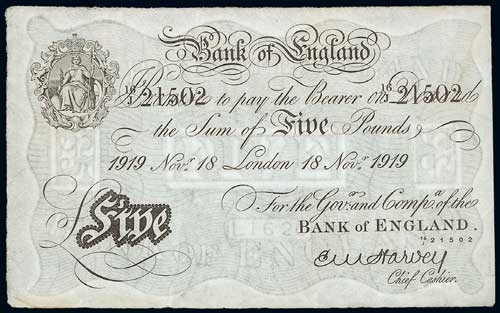 Bank of England
16/J 21502 I Promise to pay the Bearer on Demand 16/J 21502
the Sum of Five Pounds
1919 Novr. 18 London 18 Novr. 1919
For the Govr. and Compa. of the
BANK OF ENGLAND.
16/J 21502
Five
E M Harvey
Chief Cashier.